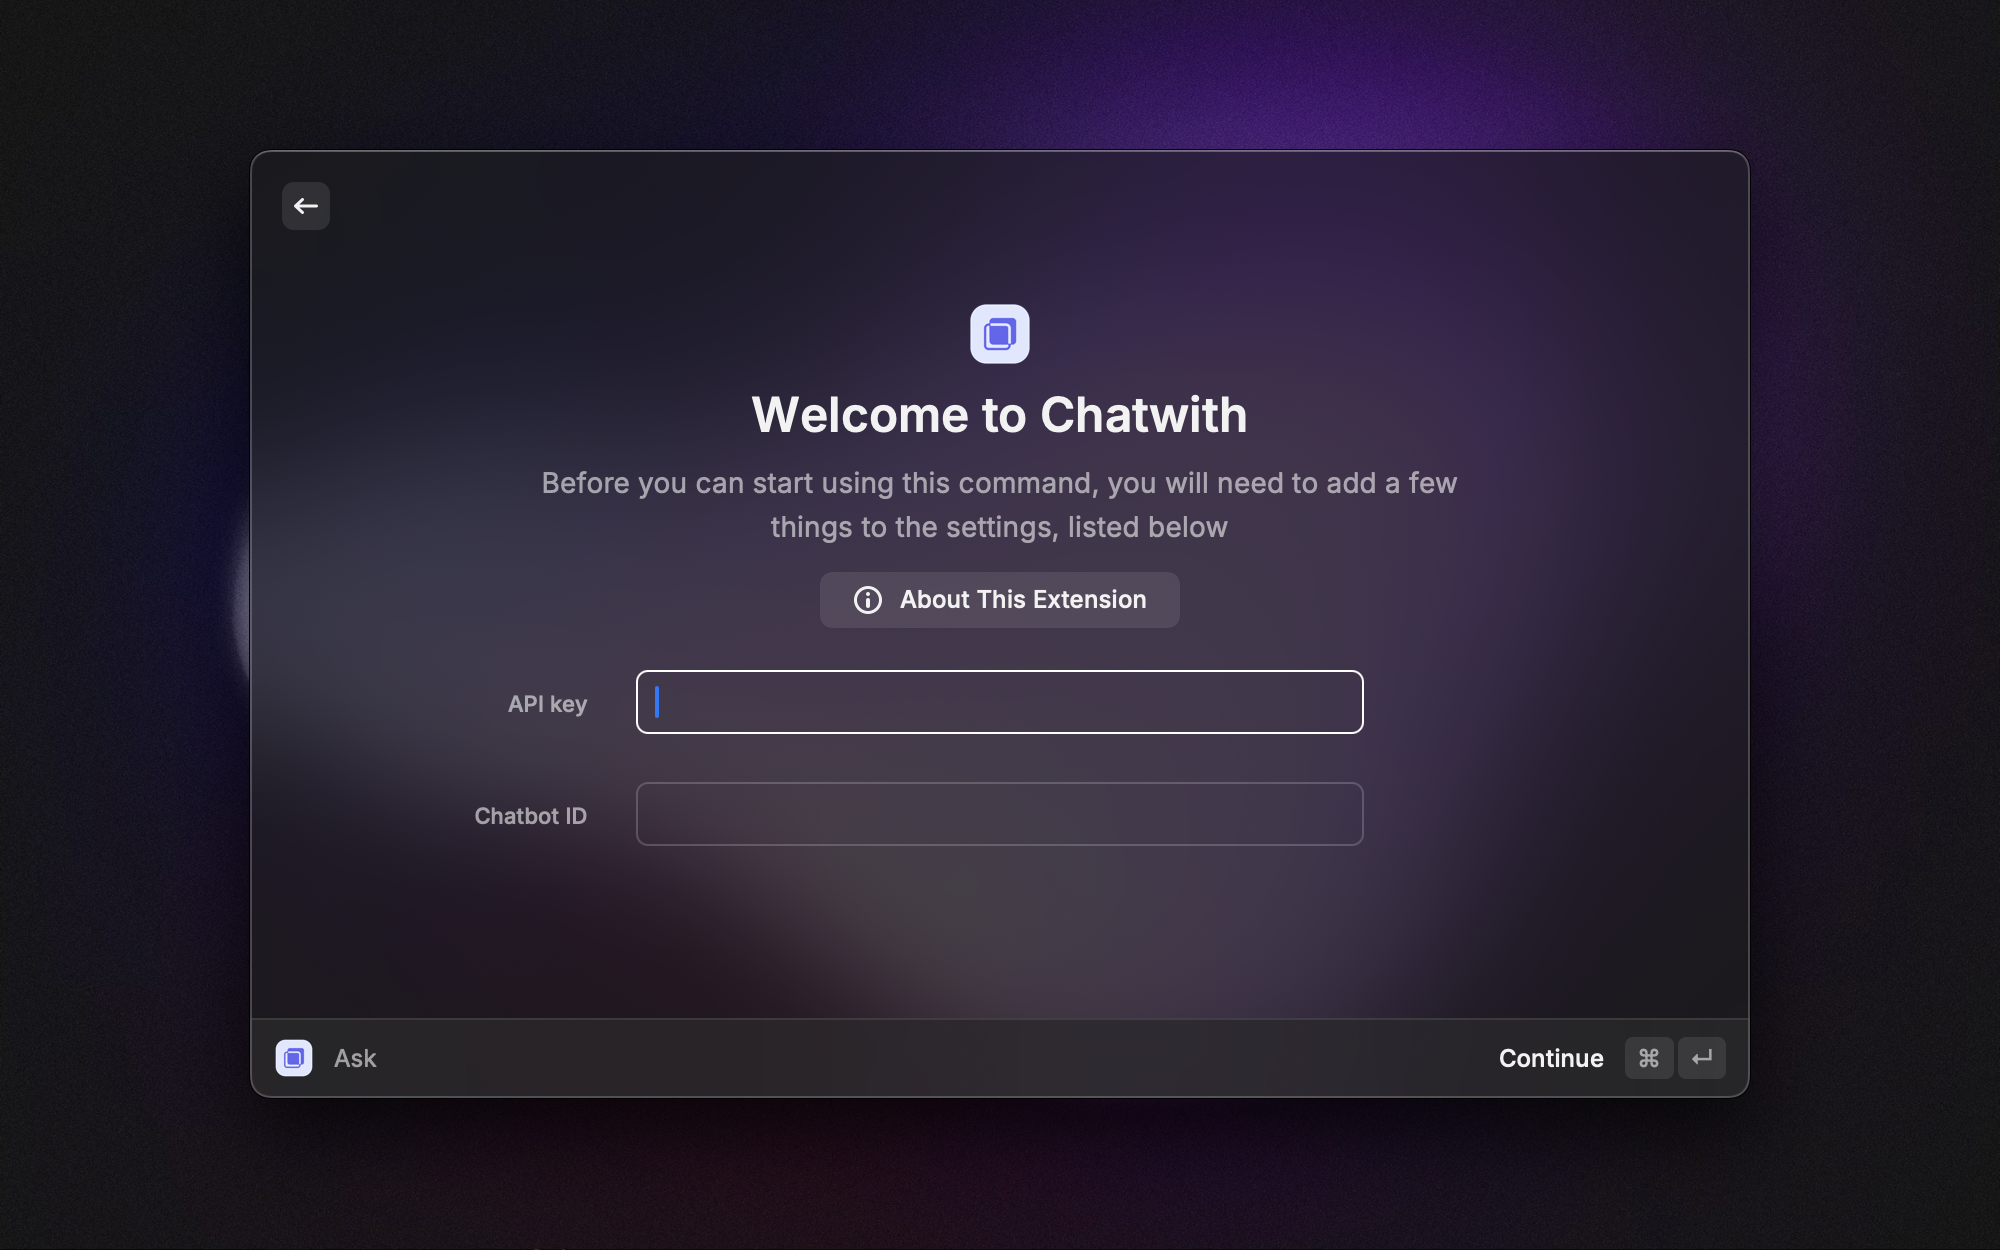 Welcome to Chatwith
Before you can start using this command, you will need to add a few
things to the settings, listed below
About This Extension
API key
Chatbot ID
Ask
Continue ⌘ ↵